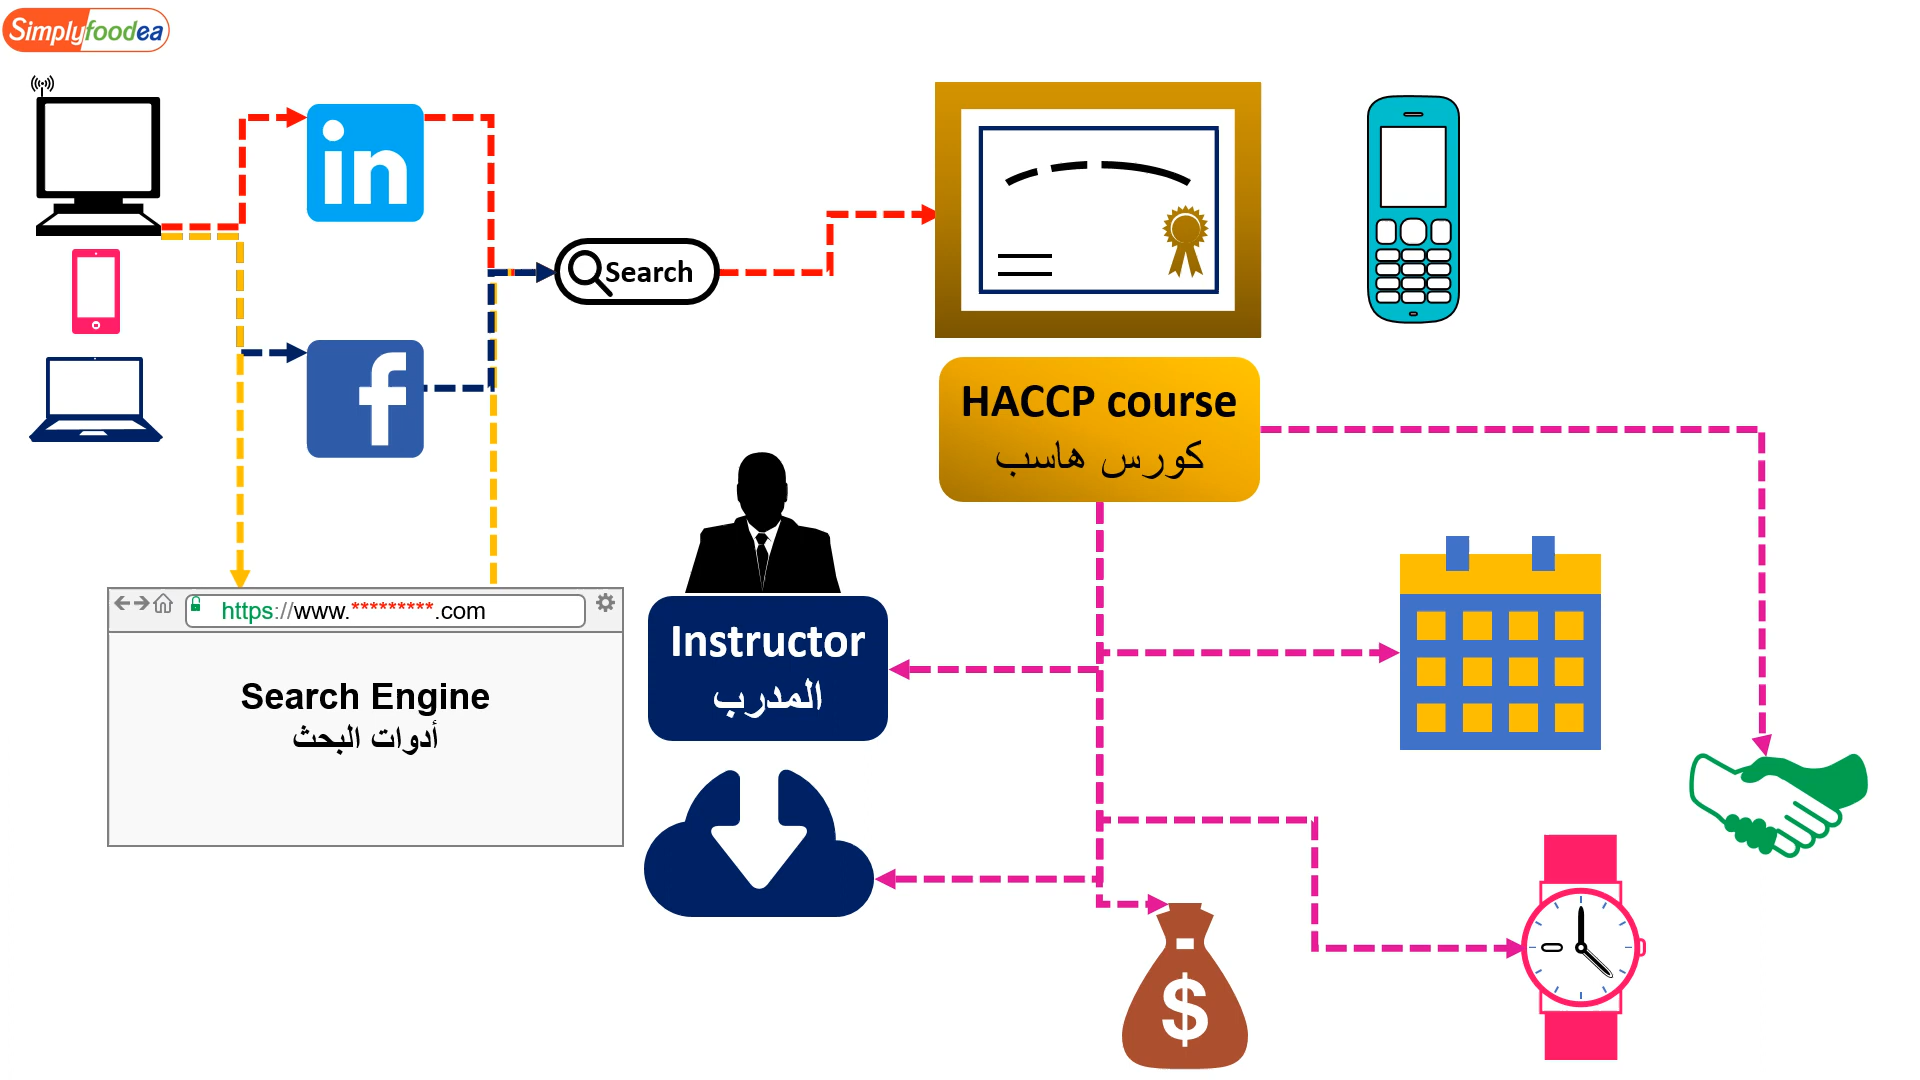 Simplyfoodea
in
f
Search
HACCP course
كورس هاسب
https://www.*********.com
Search Engine
أدوات البحث
Instructor
المدرب
$